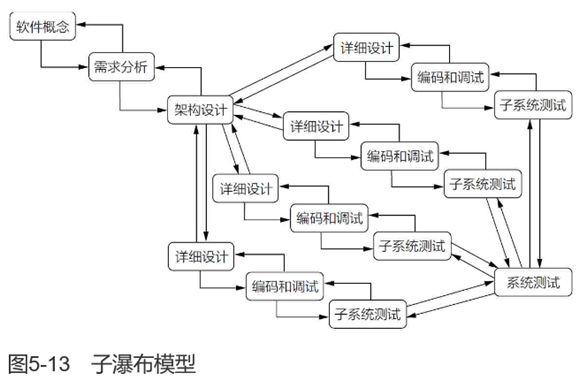 软件概念
需求分析
架构设计
详细设计
编码和调试
子系统测试
详细设计
编码和调试
子系统测试
详细设计
编码和调试
子系统测试
详细设计
编码和调试
子系统测试
系统测试
图5-13 子瀑布模型